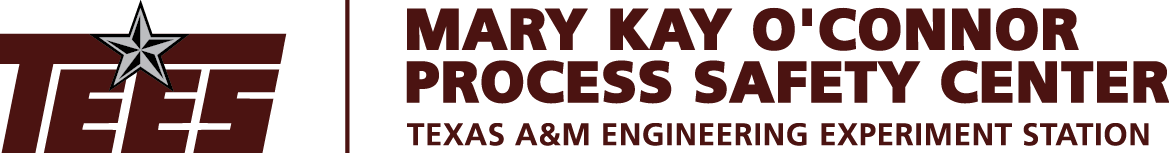 TEES
MARY KAY O'CONNOR
PROCESS SAFETY CENTER
TEXAS A&M ENGINEERING EXPERIMENT STATION